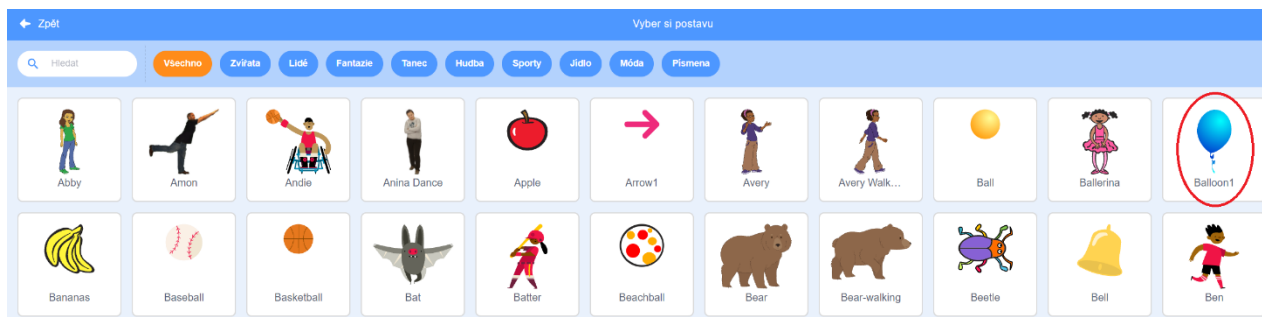 Zpět
Vyber si postavu
Hledat
Všechno Zvířata Lidé Fantazie Tanec Hudba Sporty Jídlo Móda Písmena
Abby Amon Andie Anina Dance Apple Arrow1 Avery Avery Walk... Ball Ballerina Balloon1
Bananas Baseball Basketball Bat Batter Beachball Bear Bear-walking Beetle Bell Ben